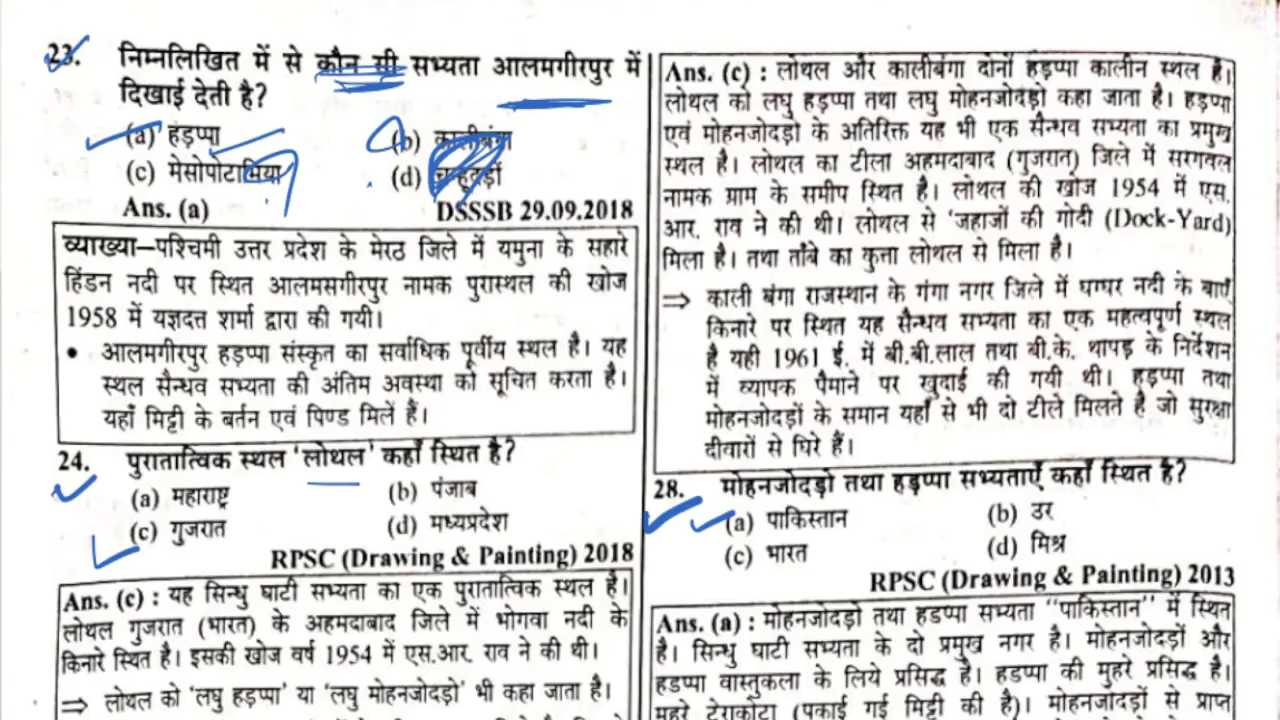 23. निम्नलिखित में से कौन सी सभ्यता आलमगीरपुर में
दिखाई देती है?
(a) हड़प्पा (b) कालीबंगा
(c) मेसोपोटामिया (d)
Ans. (a) DSSSB 29.09.2018
व्याख्या–पश्चिमी उत्तर प्रदेश के मेरठ जिले में यमुना के सहारे
हिंडन नदी पर स्थित आलमसगीरपुर नामक पुरास्थल की खोज
1958 में यज्ञदत्त शर्मा द्वारा की गयी।
• आलमगीरपुर हड़प्पा संस्कृत का सर्वाधिक पूर्वीय स्थल है। यह
स्थल सैन्धव सभ्यता की अंतिम अवस्था को सूचित करता है।
यहाँ मिट्टी के बर्तन एवं पिण्ड मिलें हैं।
24. पुरातात्विक स्थल 'लोथल' कहाँ स्थित है?
(a) महाराष्ट्र (b) पंजाब
(c) गुजरात (d) मध्यप्रदेश
RPSC (Drawing & Painting) 2018
Ans. (c) : यह सिन्धु घाटी सभ्यता का एक पुरातात्विक स्थल है।
लोथल गुजरात (भारत) के अहमदाबाद जिले में भोगवा नदी के
किनारे स्थित है। इसकी खोज वर्ष 1954 में एस.आर. राव ने की थी।
⇒ लोथल को 'लघु हड़प्पा' या 'लघु मोहनजोदड़ो' भी कहा जाता है।
Ans. (c) : लोथल और कालीबंगा दोनों हड़प्पा कालीन स्थल है।
लोथल को लघु हड़प्पा तथा लघु मोहनजोदड़ो कहा जाता है। हड़प्पा
एवं मोहनजोदड़ो के अतिरिक्त यह भी एक सैन्धव सभ्यता का प्रमुख
स्थल है। लोथल का टीला अहमदाबाद (गुजरात) जिले में सरगवल
नामक ग्राम के समीप स्थित है। लोथल की खोज 1954 में एस.
आर. राव ने की थी। लोथल से 'जहाजों की गोदी (Dock-Yard)
मिला है। तथा ताँबे का कुत्ता लोथल से मिला है।
⇒ काली बंगा राजस्थान के गंगा नगर जिले में घग्घर नदी के बाएँ
किनारे पर स्थित यह सैन्धव सभ्यता का एक महत्वपूर्ण स्थल
है यही 1961 ई. में बी.बी.लाल तथा बी.के. थापड़ के निर्देशन
में व्यापक पैमाने पर खुदाई की गयी थी। हड़प्पा तथा
मोहनजोदड़ों के समान यहाँ से भी दो टीले मिलते है जो सुरक्षा
दीवारों से घिरे हैं।
28. मोहनजोदड़ो तथा हड़प्पा सभ्यताएँ कहाँ स्थित है?
(a) पाकिस्तान (b) उर
(c) भारत (d) मिश्र
RPSC (Drawing & Painting) 2013
Ans. (a) : मोहनजोदड़ो तथा हडप्पा सभ्यता "पाकिस्तान" में स्थित
है। सिन्धु घाटी सभ्यता के दो प्रमुख नगर है। मोहनजोदड़ों और
हडप्पा वास्तुकला के लिये प्रसिद्ध है। हडप्पा की मुहरे प्रसिद्ध है।
मुहरे टेराकोटा (पकाई गई मिट्टी की है)। मोहनजोदड़ों से प्राप्त